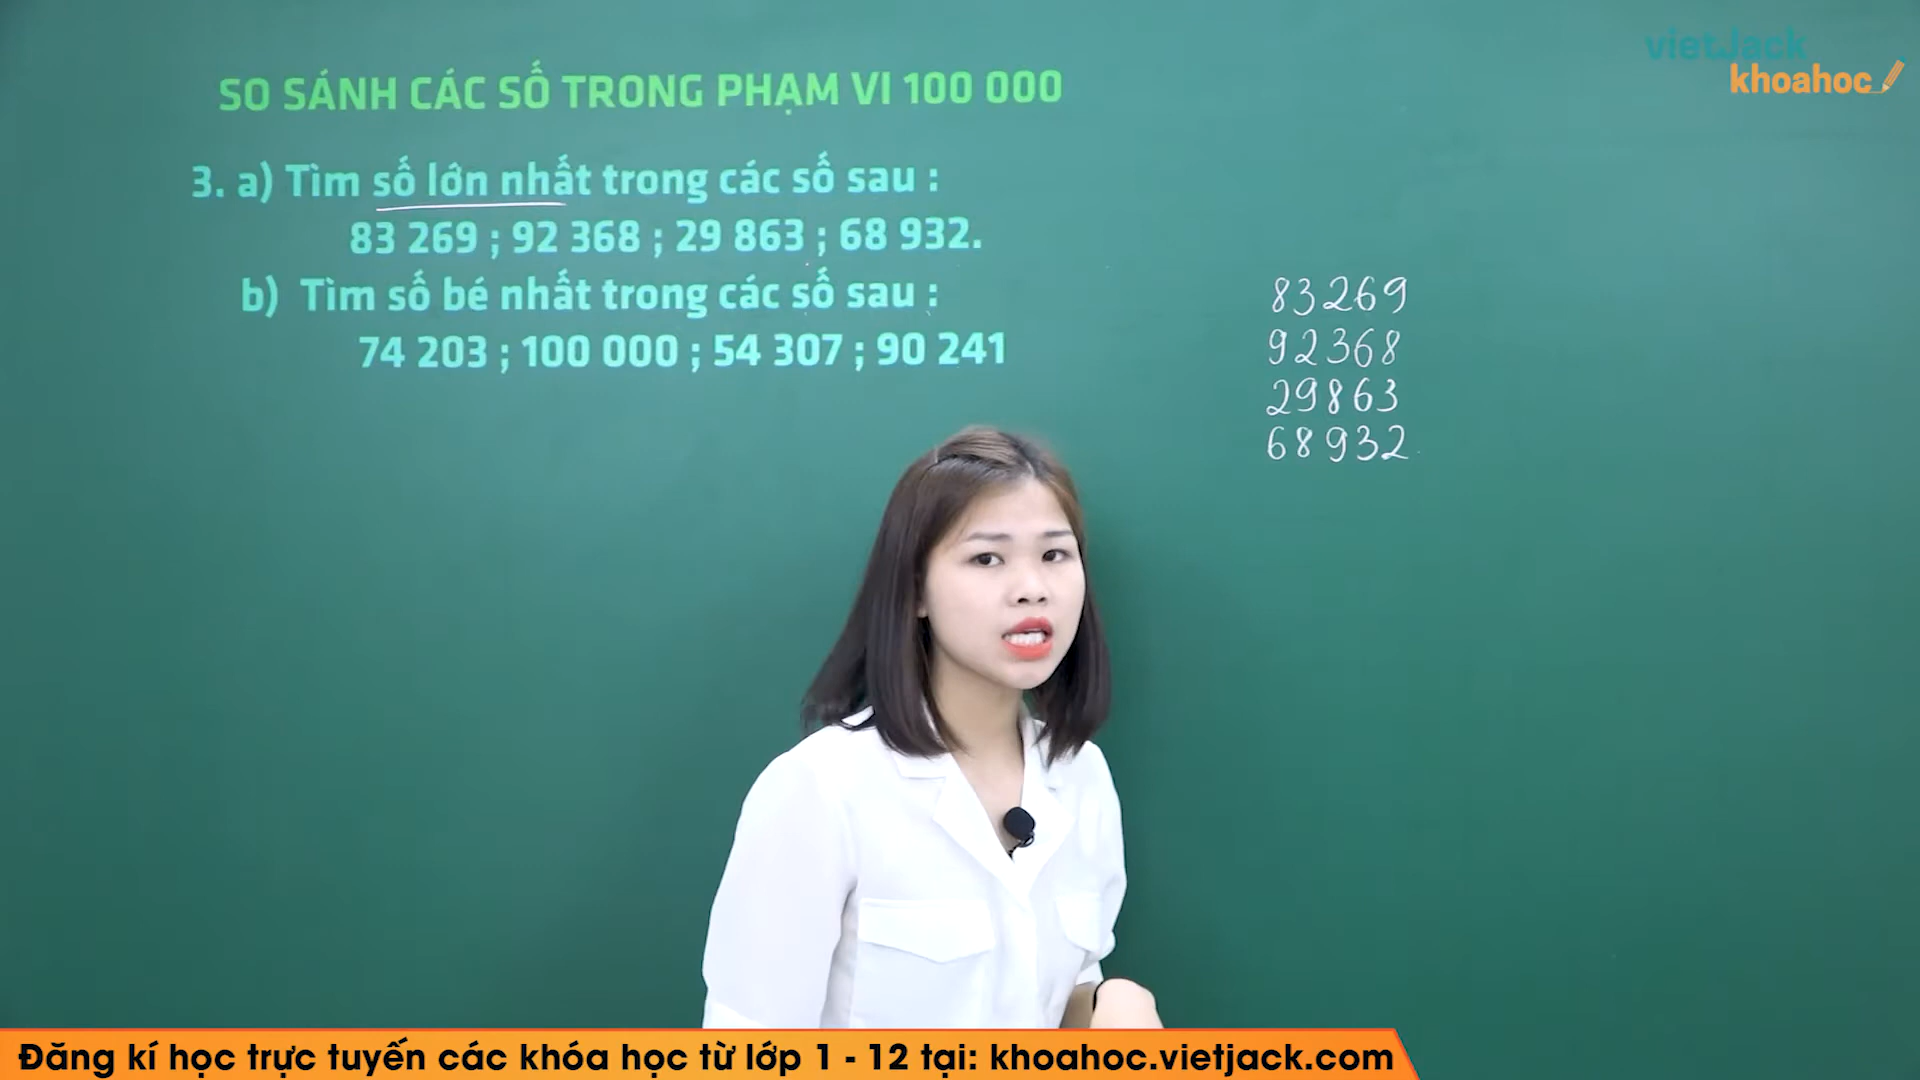 vietJack
khoahoc
SO SÁNH CÁC SỐ TRONG PHẠM VI 100 000
3. a) Tìm số lớn nhất trong các số sau :
83 269 ; 92 368 ; 29 863 ; 68 932.
b) Tìm số bé nhất trong các số sau :
74 203 ; 100 000 ; 54 307 ; 90 241
83269
92368
29863
68932
Đăng kí học trực tuyến các khóa học từ lớp 1 - 12 tại: khoahoc.vietjack.com